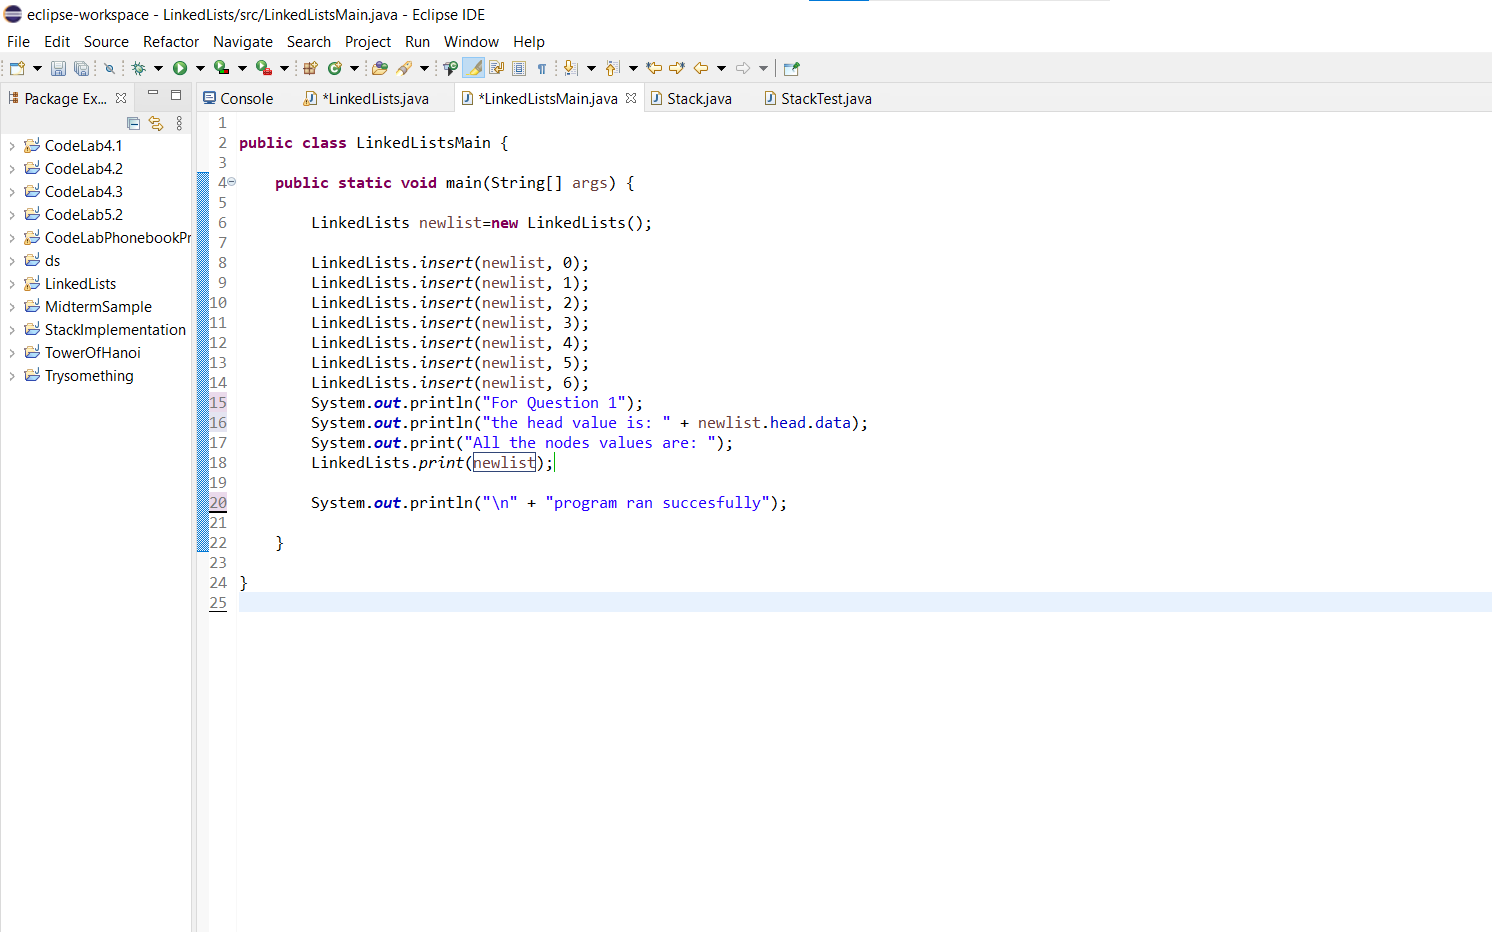 eclipse-workspace - LinkedLists/src/LinkedListsMain.java - Eclipse IDE
File Edit Source Refactor Navigate Search Project Run Window Help
Package Ex... Console *LinkedLists.java *LinkedListsMain.java Stack.java StackTest.java
CodeLab4.1
CodeLab4.2
CodeLab4.3
CodeLab5.2
CodeLabPhonebookPr
ds
LinkedLists
MidtermSample
StackImplementation
TowerOfHanoi
Trysomething
1
2 public class LinkedListsMain {
3
4 public static void main(String[] args) {
5
6 LinkedLists newlist=new LinkedLists();
7
8 LinkedLists.insert(newlist, 0);
9 LinkedLists.insert(newlist, 1);
10 LinkedLists.insert(newlist, 2);
11 LinkedLists.insert(newlist, 3);
12 LinkedLists.insert(newlist, 4);
13 LinkedLists.insert(newlist, 5);
14 LinkedLists.insert(newlist, 6);
15 System.out.println("For Question 1");
16 System.out.println("the head value is: " + newlist.head.data);
17 System.out.print("All the nodes values are: ");
18 LinkedLists.print(newlist);
19
20 System.out.println("\n" + "program ran succesfully");
21
22 }
23
24 }
25